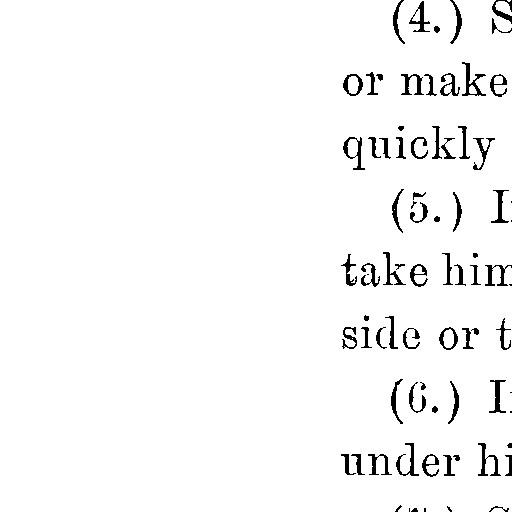 (4.) S
or make
quickly
(5.) I
take him
side or t
(6.) I
under hi